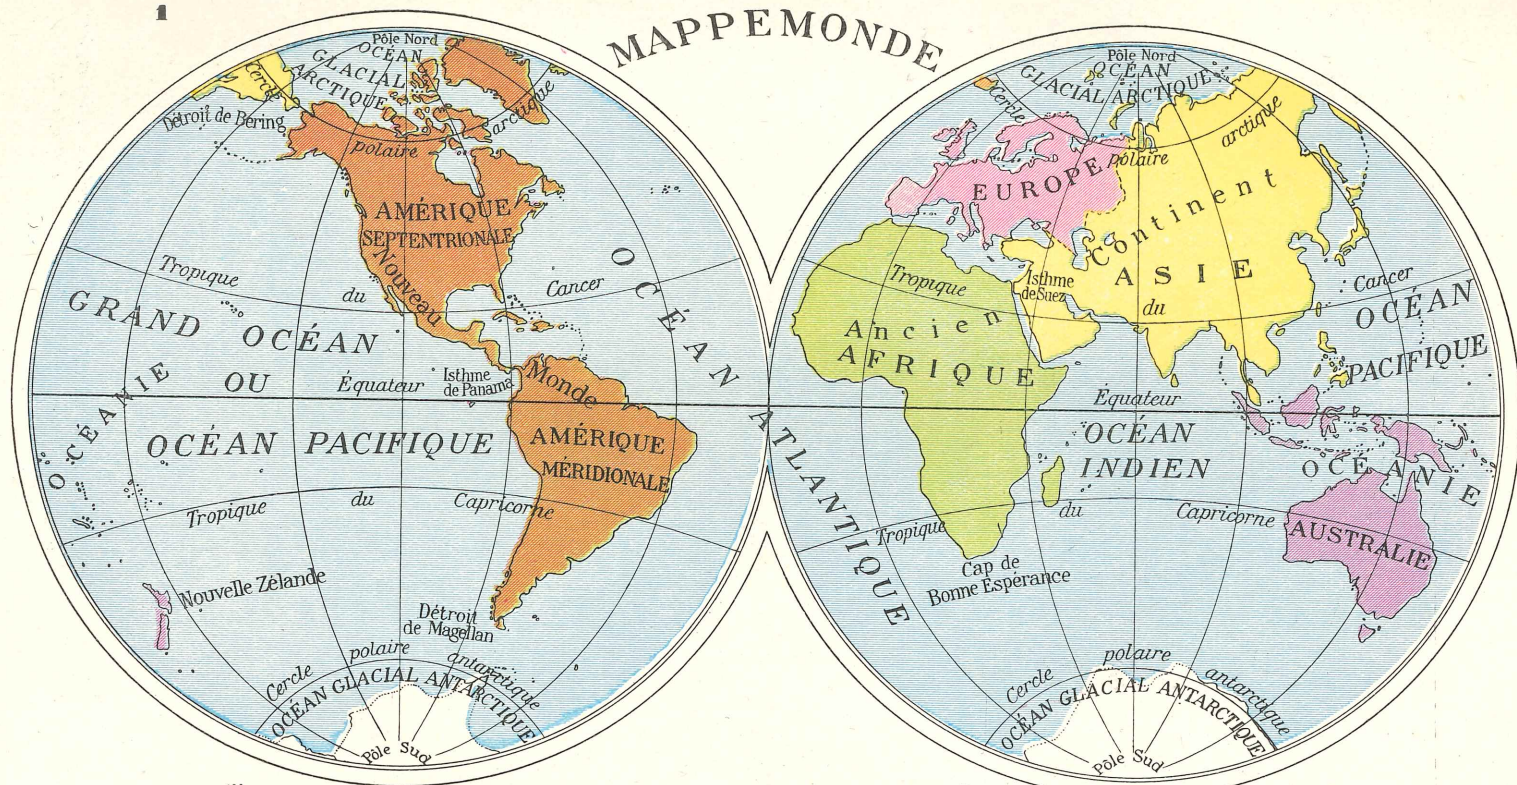 1
MAPPEMONDE
Pôle Nord
OCÉAN
GLACIAL
ARCTIQUE
Cercle polaire arctique
Détroit de Béring
AMÉRIQUE
SEPTENTRIONALE
Nouveau
Tropique du Cancer
GRAND OCÉAN
OU
OCÉAN PACIFIQUE
OCÉANIE
Équateur
Isthme
de Panama
Monde
AMÉRIQUE
MÉRIDIONALE
Tropique du Capricorne
Nouvelle Zélande
Détroit
de Magellan
Cercle polaire antarctique
OCÉAN GLACIAL ANTARCTIQUE
Pôle Sud
OCÉAN ATLANTIQUE
Pôle Nord
OCÉAN
GLACIAL ARCTIQUE
Cercle polaire arctique
EUROPE
Continent
ASIE
Isthme
de Suez
Tropique du Cancer
Ancien
AFRIQUE
OCÉAN
PACIFIQUE
Équateur
OCÉAN
INDIEN
OCÉANIE
Tropique du Capricorne
AUSTRALIE
Cap de
Bonne Espérance
Cercle polaire antarctique
OCÉAN GLACIAL ANTARCTIQUE
Pôle Sud